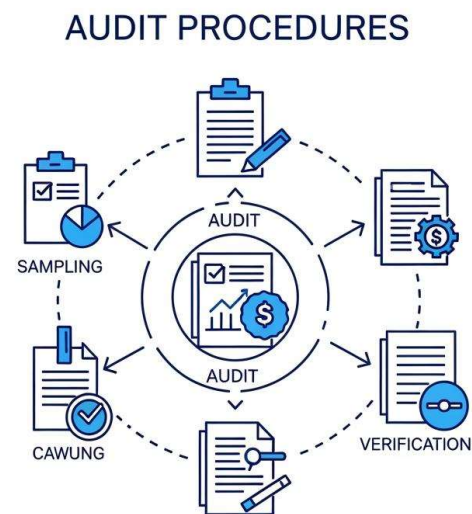 AUDIT PROCEDURES
AUDIT
$
SAMPLING
$
AUDIT
CAWUNG
VERIFICATION